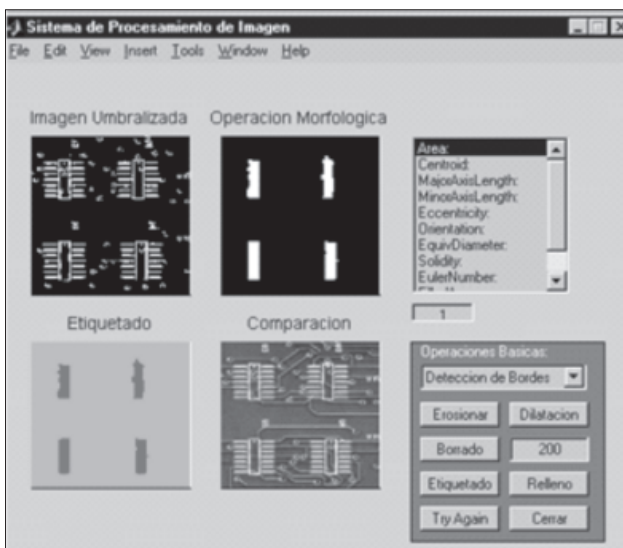 Sistema de Procesamiento de Imagen
File Edit View Insert Tools Window Help
Imagen Umbralizada
Operacion Morfologica
Area:
Centroid:
MajorAxisLength:
MinorAxisLength:
Eccentricity:
Orientation:
EquivDiameter:
Solidity:
EulerNumber:
1
Etiquetado
Comparacion
Operaciones Basicas:
Deteccion de Bordes
Erosionar
Dilatacion
Borrado
200
Etiquetado
Relleno
Try Again
Cerrar